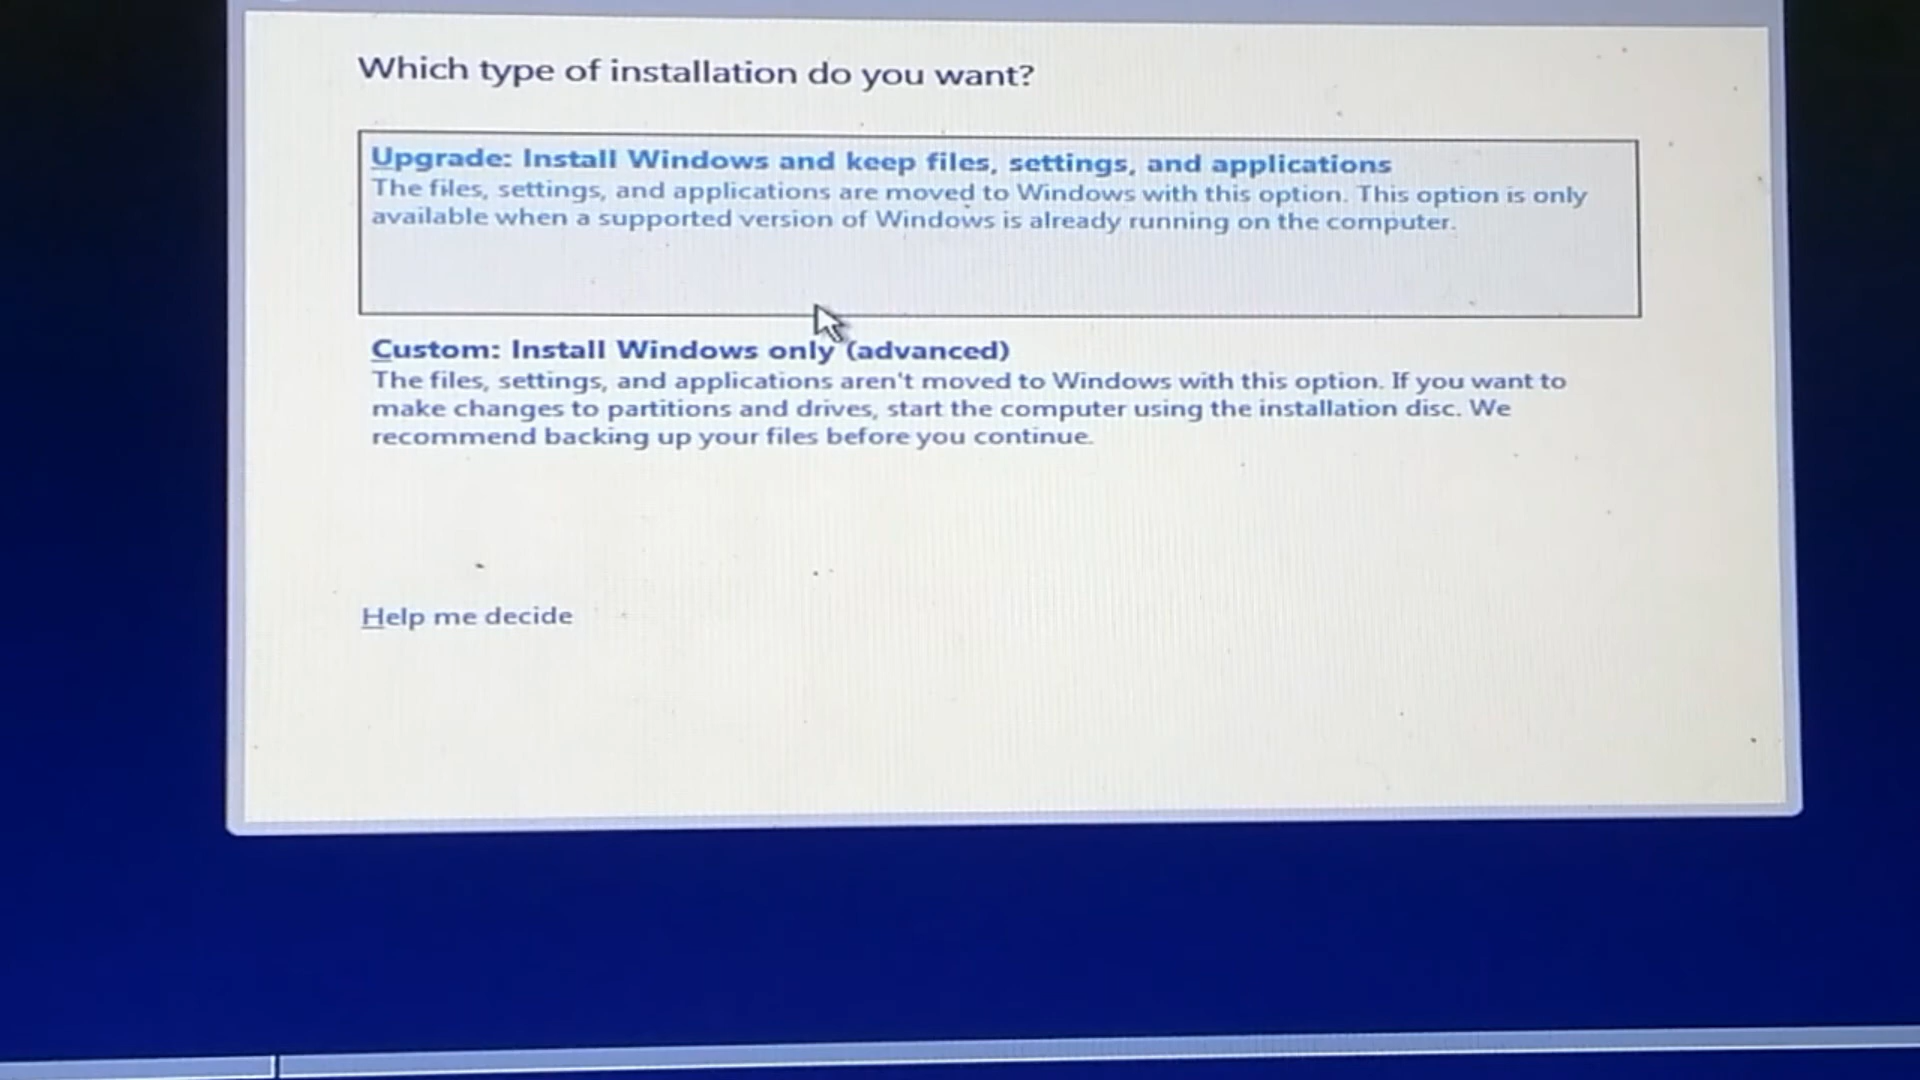 Which type of installation do you want?
Upgrade: Install Windows and keep files, settings, and applications
The files, settings, and applications are moved to Windows with this option. This option is only
available when a supported version of Windows is already running on the computer.
Custom: Install Windows only (advanced)
The files, settings, and applications aren't moved to Windows with this option. If you want to
make changes to partitions and drives, start the computer using the installation disc. We
recommend backing up your files before you continue.
Help me decide